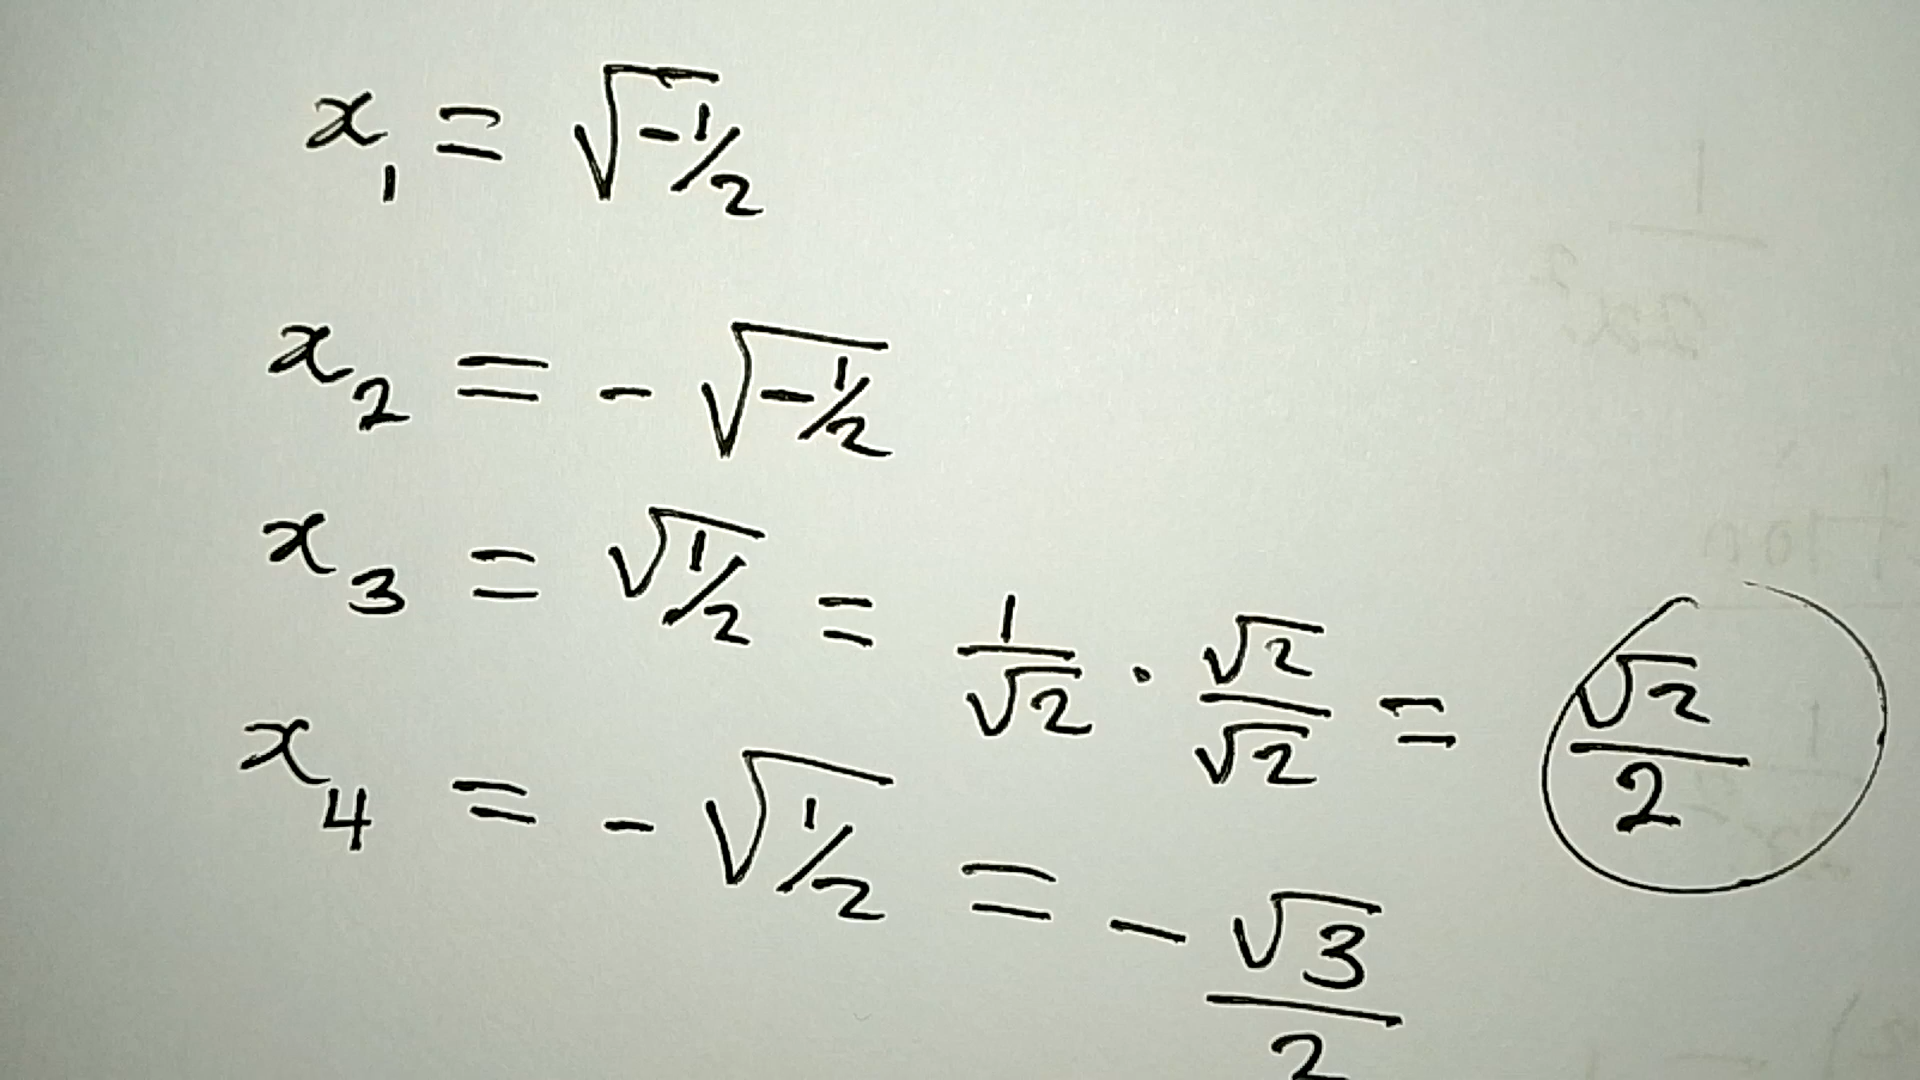 x₁ = √-1/2
x₂ = - √-1/2
x₃ = √1/2 = 1/√2 · √2/√2 = √2/2
x₄ = - √1/2 = - √3/2